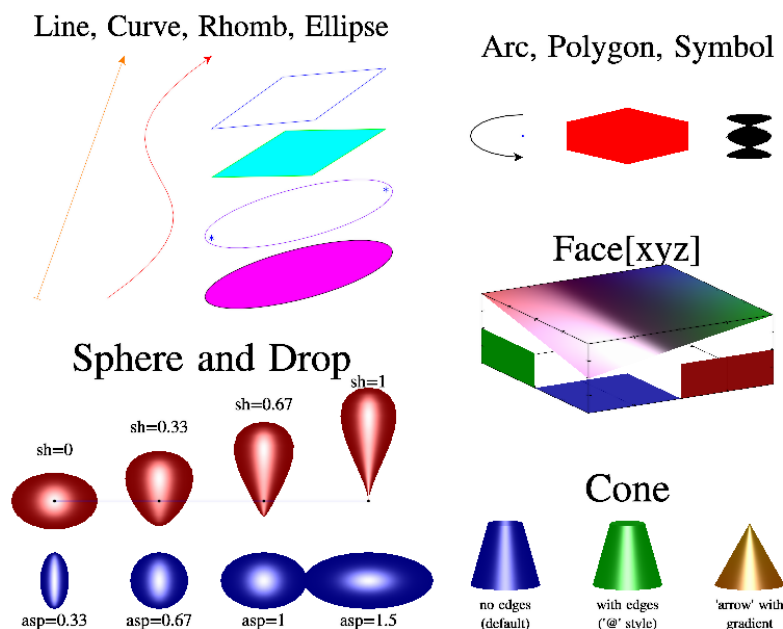 Line, Curve, Rhomb, Ellipse
Arc, Polygon, Symbol
Face[xyz]
Sphere and Drop
sh=0
sh=0.33
sh=0.67
sh=1
asp=0.33
asp=0.67
asp=1
asp=1.5
Cone
no edges
(default)
with edges
('@' style)
'arrow' with
gradient